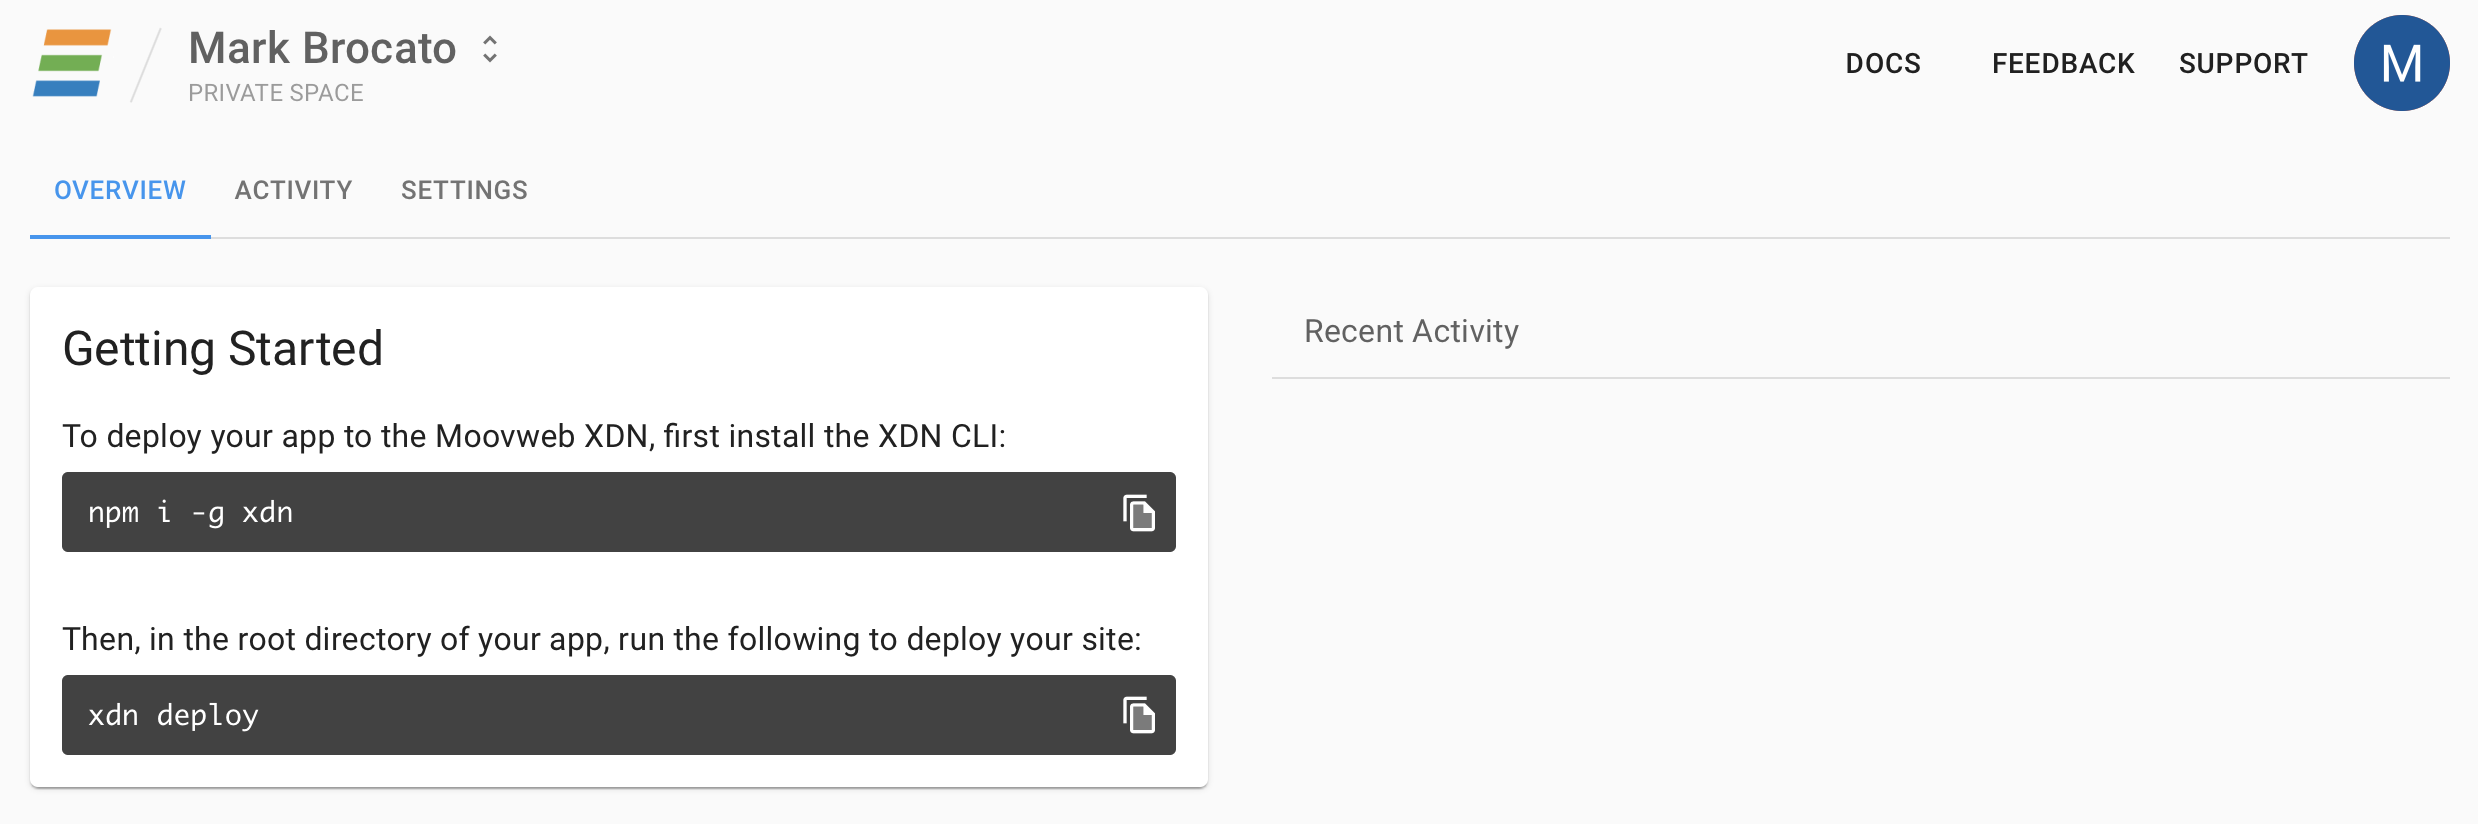 Mark Brocato
PRIVATE SPACE
DOCS
FEEDBACK
SUPPORT
M
OVERVIEW
ACTIVITY
SETTINGS
Getting Started
To deploy your app to the Moovweb XDN, first install the XDN CLI:
npm i -g xdn
Then, in the root directory of your app, run the following to deploy your site:
xdn deploy
Recent Activity